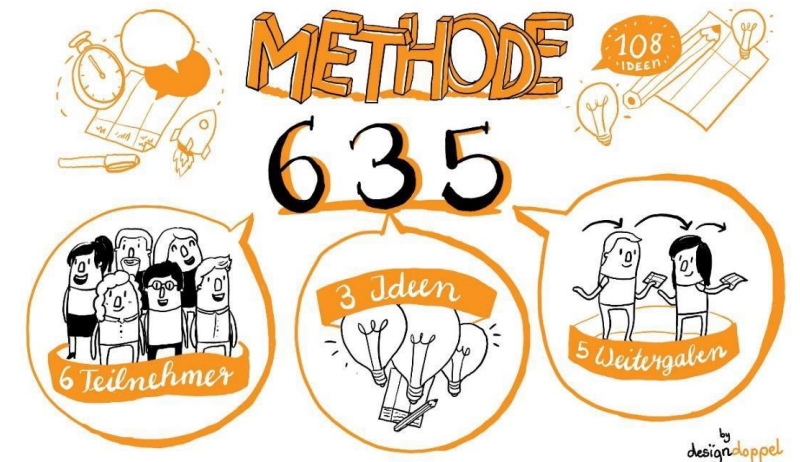 METHODE
108
IDEEN
635
6 Teilnehmer
3 Ideen
5 Weitergaben
by
designdoppel